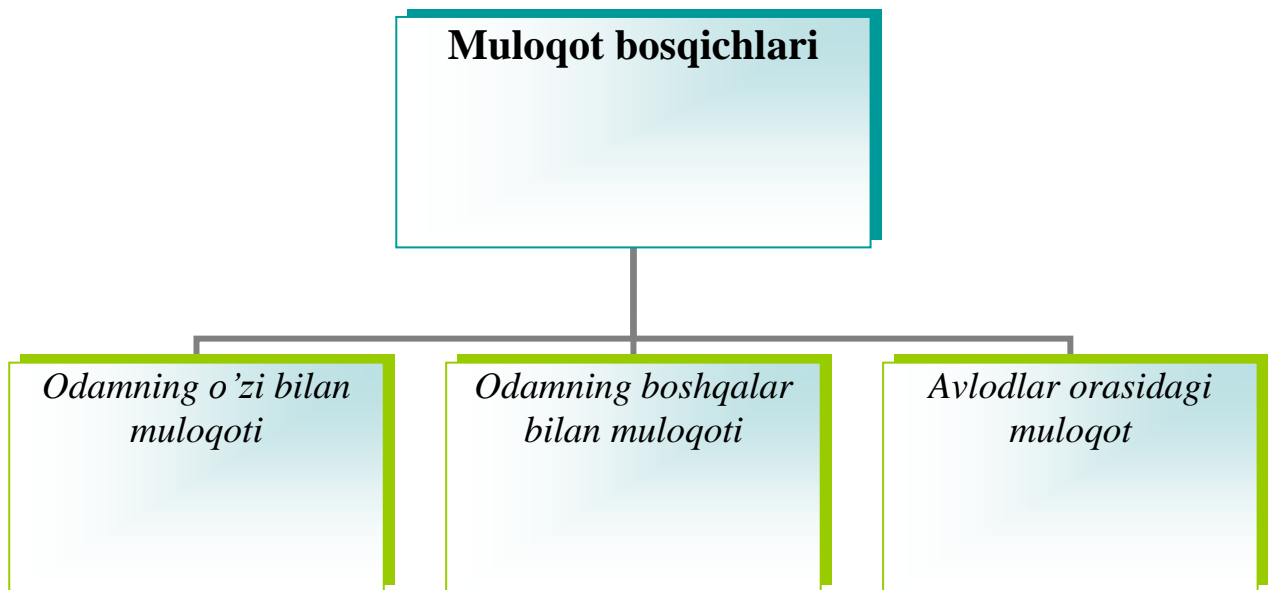 Muloqot bosqichlari
Odamning o’zi bilan
muloqoti
Odamning boshqalar
bilan muloqoti
Avlodlar orasidagi
muloqot